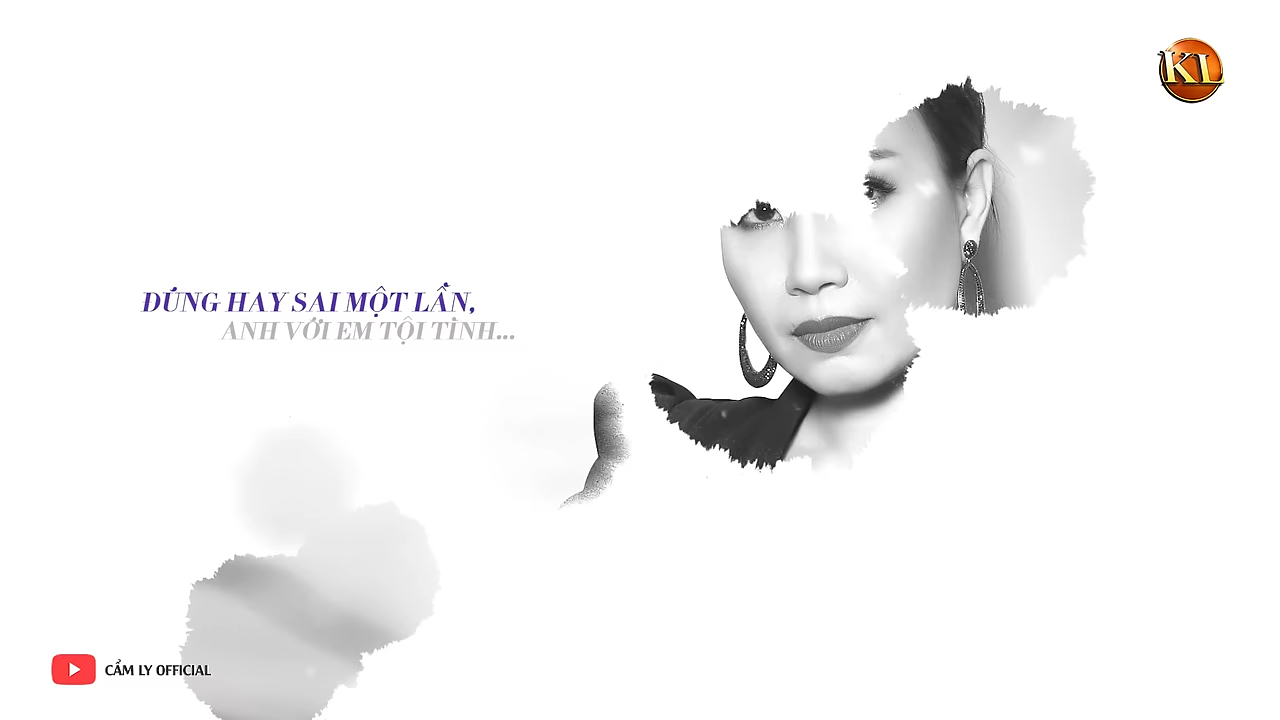 KL
ĐÚNG HAY SAI MỘT LẦN,
ANH VỚI EM TỘI TÌNH...
CẨM LY OFFICIAL